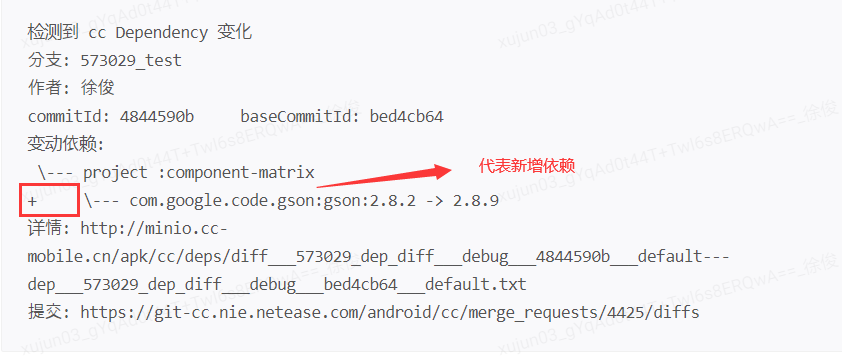 检测到 cc Dependency 变化
分支: 573029_test
作者: 徐俊
commitId: 4844590b     baseCommitId: bed4cb64
变动依赖:
 \--- project :component-matrix
代表新增依赖
+     \--- com.google.code.gson:gson:2.8.2 -> 2.8.9
详情: http://minio.cc-
mobile.cn/apk/cc/deps/diff___573029_dep_diff___debug___4844590b___default---
dep___573029_dep_diff___debug___bed4cb64___default.txt
提交: https://git-cc.nie.netease.com/android/cc/merge_requests/4425/diffs
xujun03_gYqAd0t44T+Twl6s8ERQwA==_徐俊